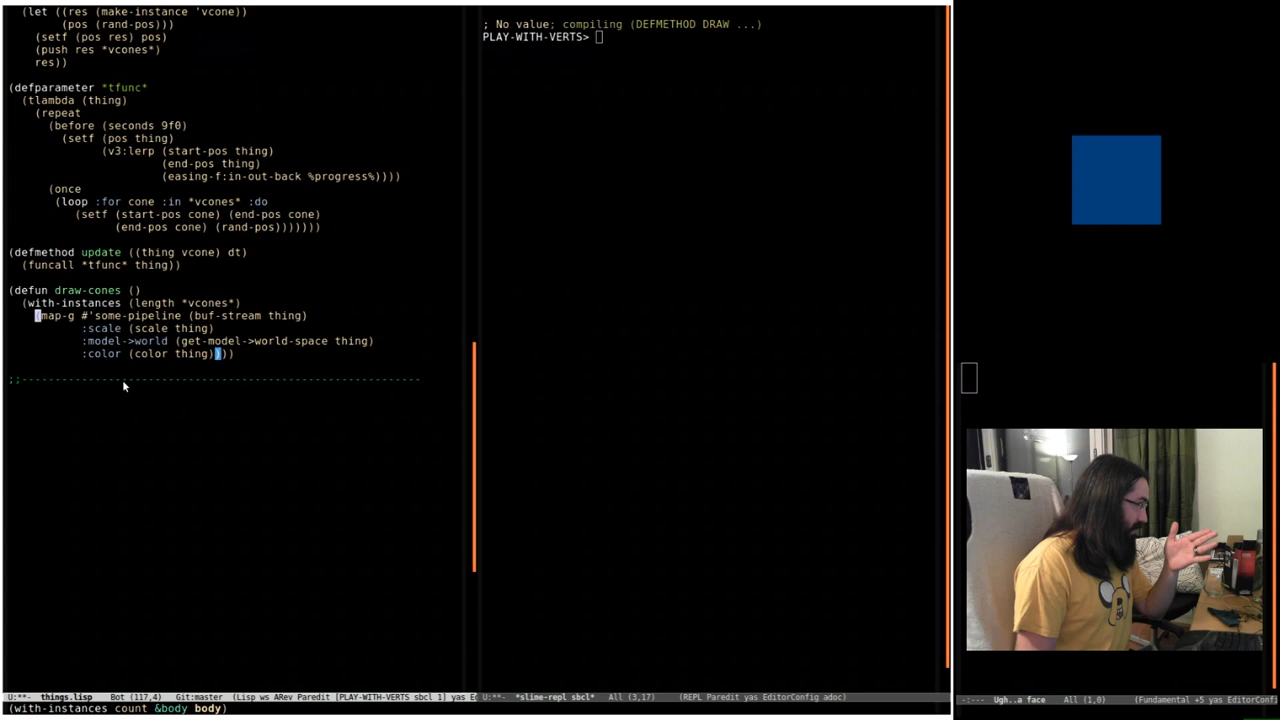 (let ((res (make-instance 'vcone))
(pos (rand-pos)))
(setf (pos res) pos)
(push res *vcones*)
res))
(defparameter *tfunc*
(tlambda (thing)
(repeat
(before (seconds 9f0)
(setf (pos thing)
(v3:lerp (start-pos thing)
(end-pos thing)
(easing-f:in-out-back %progress%))))
(once
(loop :for cone :in *vcones* :do
(setf (start-pos cone) (end-pos cone)
(end-pos cone) (rand-pos)))))))
(defmethod update ((thing vcone) dt)
(funcall *tfunc* thing))
(defun draw-cones ()
(with-instances (length *vcones*)
(map-g #'some-pipeline (buf-stream thing)
:scale (scale thing)
:model->world (get-model->world-space thing)
:color (color thing))))
;;------------------------------------------------------------
U:**- things.lisp Bot (117,4) Git:master (Lisp ws ARev Paredit [PLAY-WITH-VERTS sbcl 1] yas Ed
(with-instances count &body body)
; No value; compiling (DEFMETHOD DRAW ...)
PLAY-WITH-VERTS>
U:**- *slime-repl sbcl* All (3,17) (REPL Paredit yas EditorConfig adoc)
-:--- Ugh..a face All (1,0) (Fundamental +5 yas EditorConfi